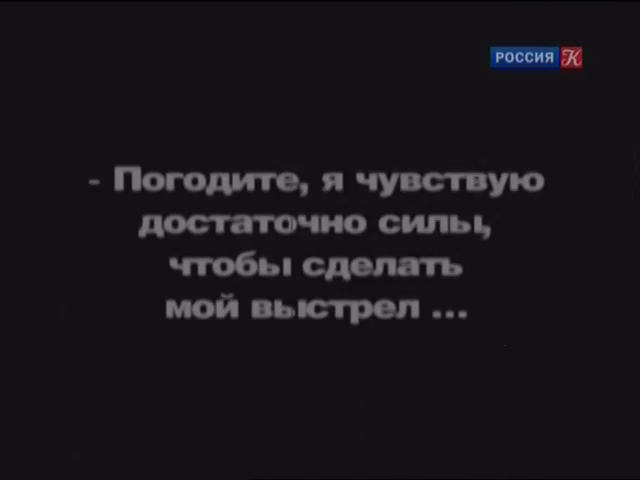 РОССИЯ К
- Погодите, я чувствую
достаточно силы,
чтобы сделать
мой выстрел ...